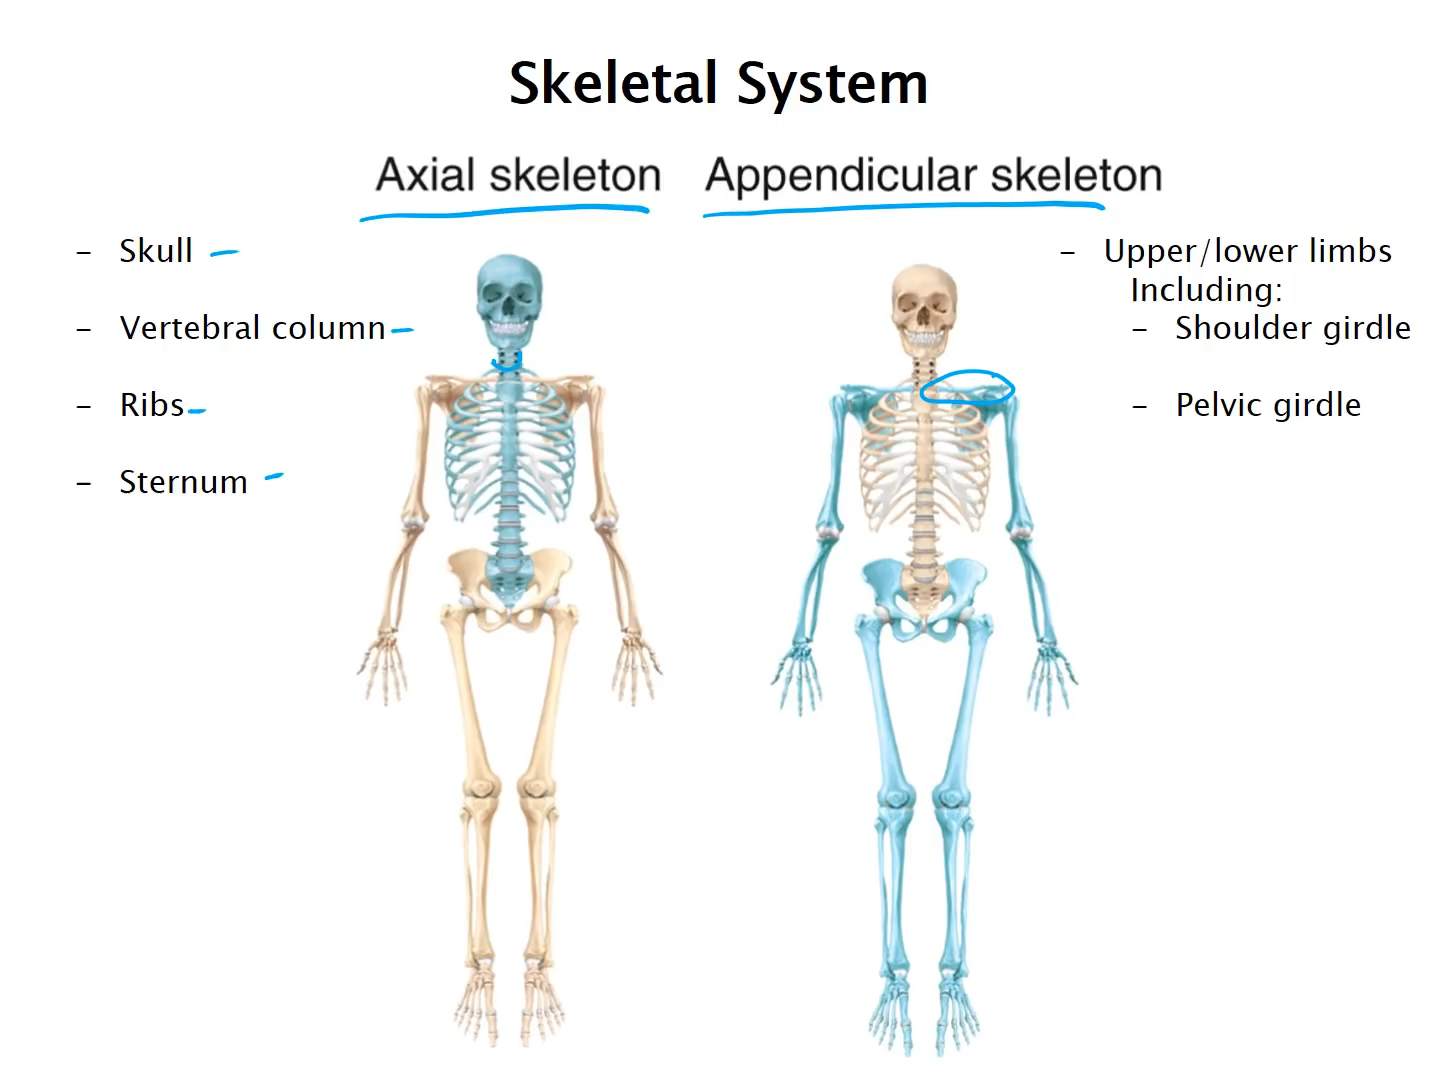 Skeletal System
Axial skeleton
Appendicular skeleton
– Skull
– Vertebral column
– Ribs
– Sternum
– Upper/lower limbs
Including:
– Shoulder girdle
– Pelvic girdle